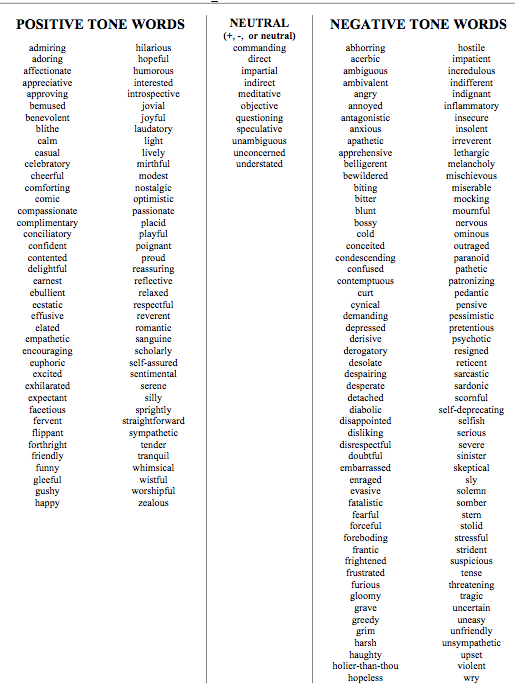 POSITIVE TONE WORDS
admiring
adoring
affectionate
appreciative
approving
bemused
benevolent
blithe
calm
casual
celebratory
cheerful
comforting
comic
compassionate
complimentary
conciliatory
confident
contented
delightful
earnest
ebullient
ecstatic
effusive
elated
empathetic
encouraging
euphoric
excited
exhilarated
expectant
facetious
fervent
flippant
forthright
friendly
funny
gleeful
gushy
happy
hilarious
hopeful
humorous
interested
introspective
jovial
joyful
laudatory
light
lively
mirthful
modest
nostalgic
optimistic
passionate
placid
playful
poignant
proud
reassuring
reflective
relaxed
respectful
reverent
romantic
sanguine
scholarly
self-assured
sentimental
serene
silly
sprightly
straightforward
sympathetic
tender
tranquil
whimsical
wistful
worshipful
zealous
NEUTRAL
(+, -, or neutral)
commanding
direct
impartial
indirect
meditative
objective
questioning
speculative
unambiguous
unconcerned
understated
NEGATIVE TONE WORDS
abhorring
acerbic
ambiguous
ambivalent
angry
annoyed
antagonistic
anxious
apathetic
apprehensive
belligerent
bewildered
biting
bitter
blunt
bossy
cold
conceited
condescending
confused
contemptuous
curt
cynical
demanding
depressed
derisive
derogatory
desolate
despairing
desperate
detached
diabolic
disappointed
disliking
disrespectful
doubtful
embarrassed
enraged
evasive
fatalistic
fearful
forceful
foreboding
frantic
frightened
frustrated
furious
gloomy
grave
greedy
grim
harsh
haughty
holier-than-thou
hopeless
hostile
impatient
incredulous
indifferent
indignant
inflammatory
insecure
insolent
irreverent
lethargic
melancholy
mischievous
miserable
mocking
mournful
nervous
ominous
outraged
paranoid
pathetic
patronizing
pedantic
pensive
pessimistic
pretentious
psychotic
resigned
reticent
sarcastic
sardonic
scornful
self-deprecating
selfish
serious
severe
sinister
skeptical
sly
solemn
somber
stern
stolid
stressful
strident
suspicious
tense
threatening
tragic
uncertain
uneasy
unfriendly
unsympathetic
upset
violent
wry